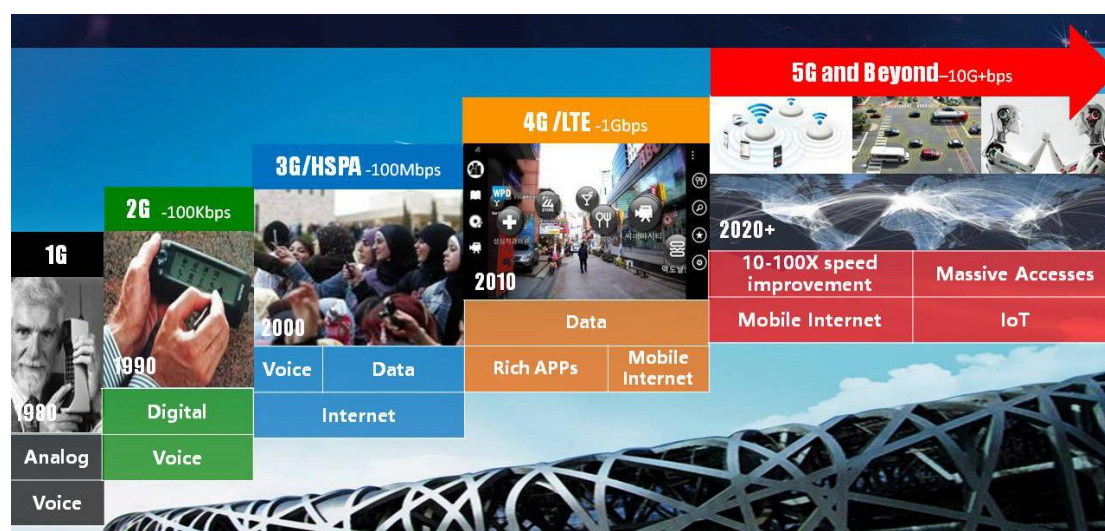 5G and Beyond–10G+bps
4G /LTE -1Gbps
3G/HSPA -100Mbps
2G -100Kbps
1G
1980
Analog
Voice
1990
Digital
Voice
2000
Voice
Data
Internet
WPD
2010
Data
Rich APPs
Mobile
Internet
2020+
10-100X speed
improvement
Massive Accesses
Mobile Internet
IoT